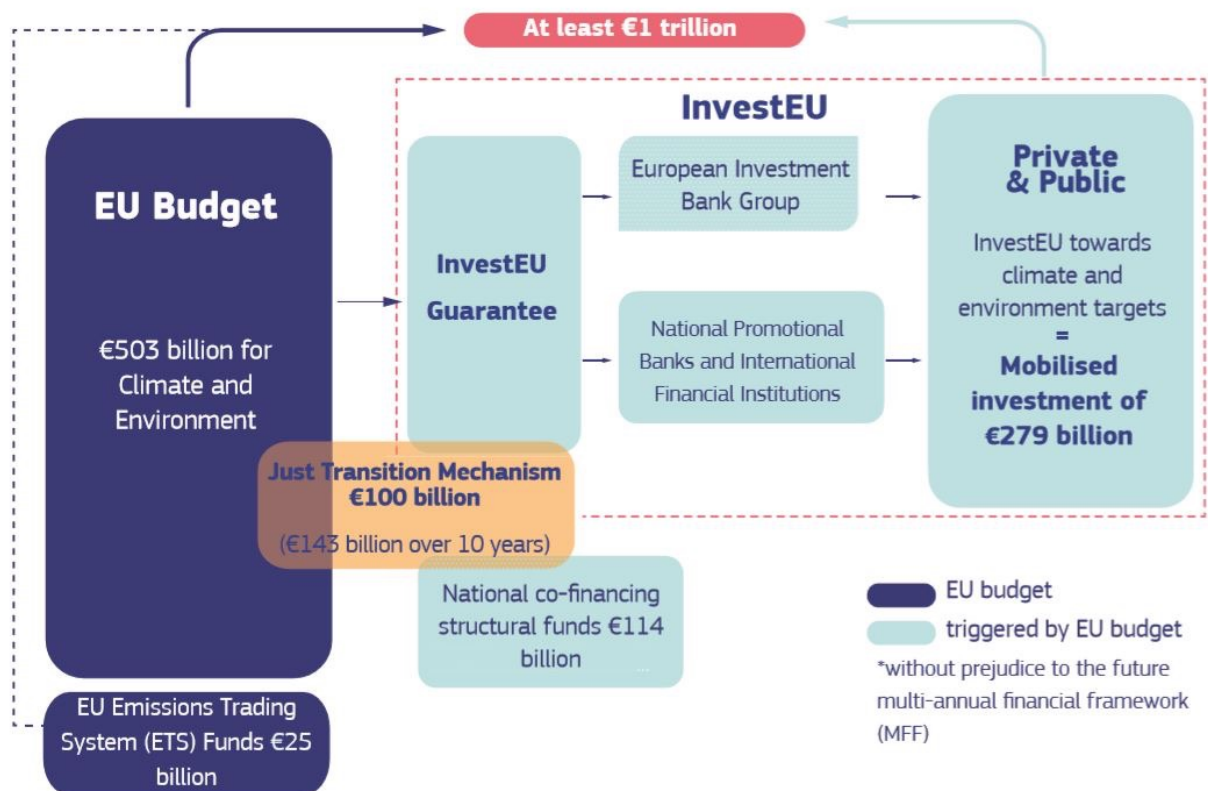 At least €1 trillion
EU Budget
€503 billion for
Climate and
Environment
InvestEU
InvestEU
Guarantee
European Investment
Bank Group
National Promotional
Banks and International
Financial Institutions
Private
& Public
InvestEU towards
climate and
environment targets
=
Mobilised
investment of
€279 billion
Just Transition Mechanism
€100 billion
(€143 billion over 10 years)
National co-financing
structural funds €114
billion
...
EU Emissions Trading
System (ETS) Funds €25
billion
EU budget
triggered by EU budget
*without prejudice to the future
multi-annual financial framework
(MFF)